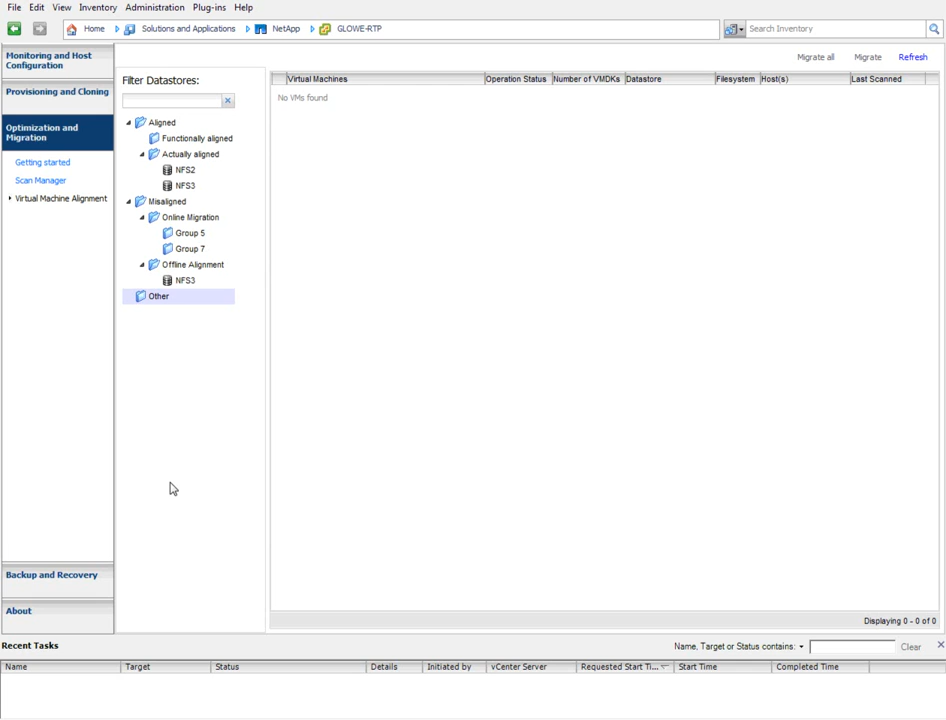 File Edit View Inventory Administration Plug-ins Help
Home Solutions and Applications NetApp GLOWE-RTP Search Inventory
Monitoring and Host
Configuration
Provisioning and Cloning
Optimization and
Migration
Getting started
Scan Manager
Virtual Machine Alignment
Backup and Recovery
About
Filter Datastores:
Aligned
Functionally aligned
Actually aligned
NFS2
NFS3
Misaligned
Online Migration
Group 5
Group 7
Offline Alignment
NFS3
Other
Migrate all Migrate Refresh
Virtual Machines Operation Status Number of VMDKs Datastore Filesystem Host(s) Last Scanned
No VMs found
Displaying 0 - 0 of 0
Recent Tasks Name, Target or Status contains: Clear
Name Target Status Details Initiated by vCenter Server Requested Start Ti... Start Time Completed Time